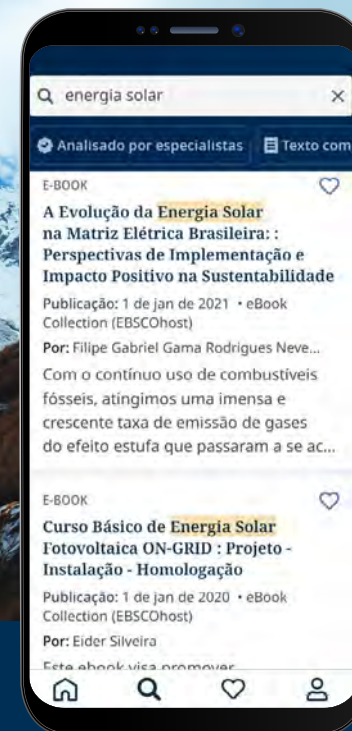 energia solar
Analisado por especialistas Texto com
E-BOOK
A Evolução da Energia Solar
na Matriz Elétrica Brasileira: :
Perspectivas de Implementação e
Impacto Positivo na Sustentabilidade
Publicação: 1 de jan de 2021 • eBook
Collection (EBSCOhost)
Por: Filipe Gabriel Gama Rodrigues Neve...
Com o contínuo uso de combustíveis
fósseis, atingimos uma imensa e
crescente taxa de emissão de gases
do efeito estufa que passaram a se ac...
E-BOOK
Curso Básico de Energia Solar
Fotovoltaica ON-GRID : Projeto -
Instalação - Homologação
Publicação: 1 de jan de 2020 • eBook
Collection (EBSCOhost)
Por: Eider Silveira
Este ebook visa promover